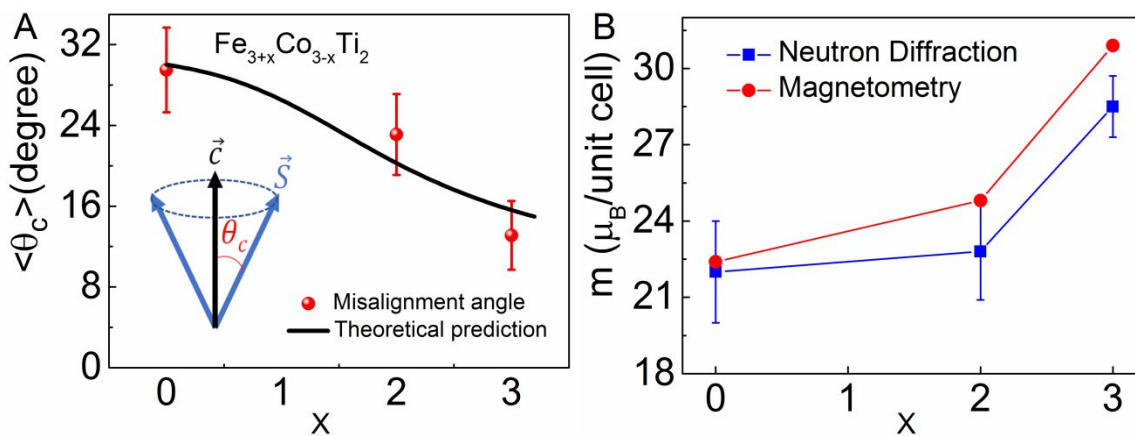 A
Fe3+xCo3-xTi2
<θC>(degree)
32
24
16
8
0
c⃗
S⃗
θc
Misalignment angle
Theoretical prediction
0 1 2 3
X
B
Neutron Diffraction
Magnetometry
m (μB/unit cell)
30
27
24
21
18
0 1 2 3
X